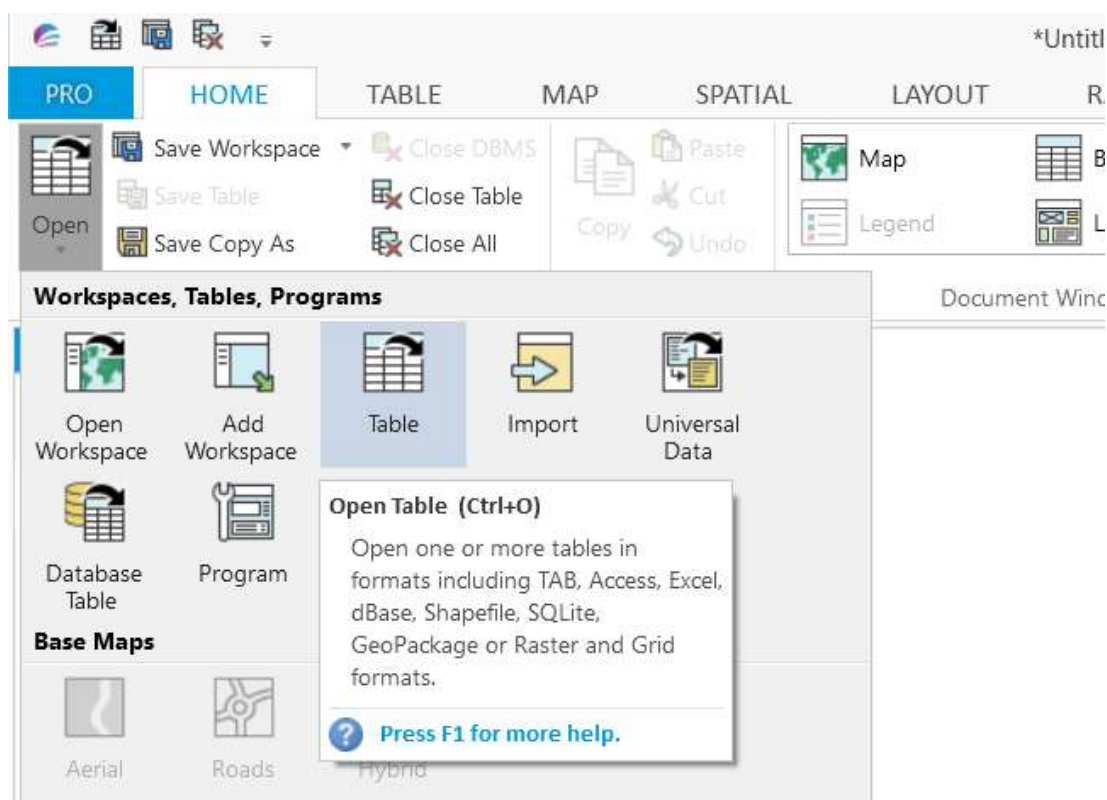 *Untitl
PRO HOME TABLE MAP SPATIAL LAYOUT R
Open
Save Workspace
Save Table
Save Copy As
Close DBMS
Close Table
Close All
Copy
Paste
Cut
Undo
Map
Legend
B
L
Document Wind
Workspaces, Tables, Programs
Open
Workspace
Add
Workspace
Table
Import
Universal
Data
Database
Table
Program
Open Table (Ctrl+O)
Open one or more tables in
formats including TAB, Access, Excel,
dBase, Shapefile, SQLite,
GeoPackage or Raster and Grid
formats.
Press F1 for more help.
Base Maps
Aerial
Roads
Hybrid